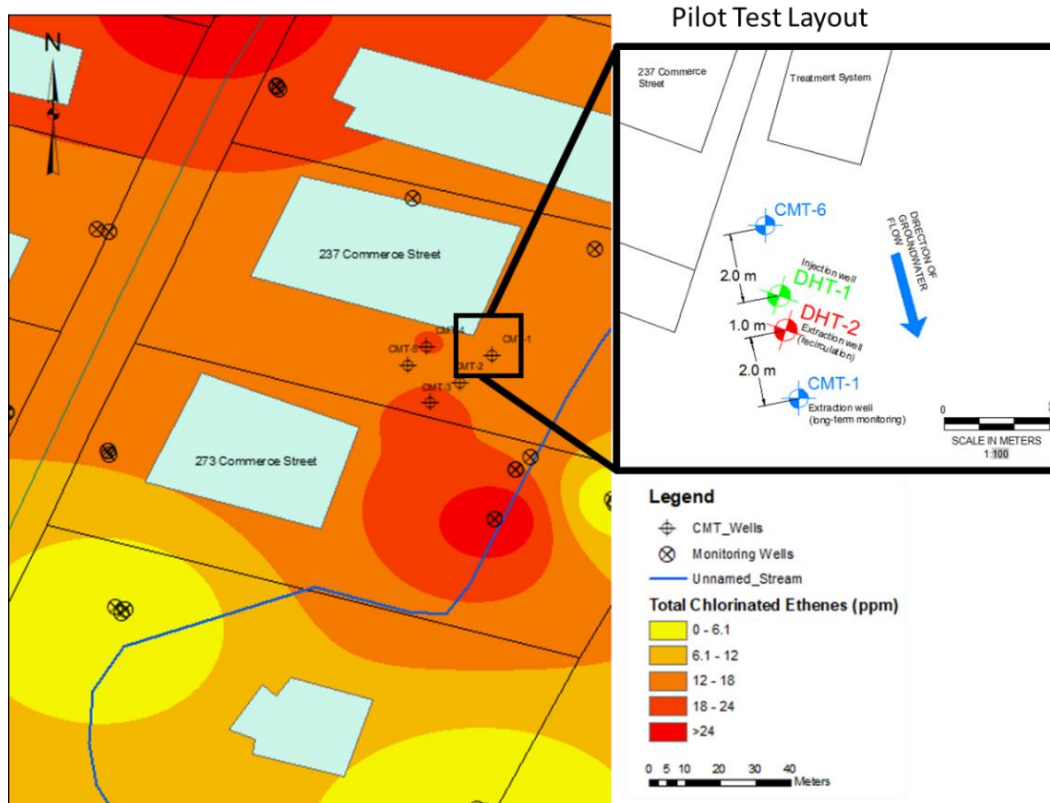 Pilot Test Layout
N
237 Commerce Street
CMT-4
CMT-1
CMT-5
CMT-2
CMT-3
273 Commerce Street
237 Commerce
Street
Treatment System
CMT-6
DIRECTION OF
GROUNDWATER
FLOW
2.0 m
Injection well
DHT-1
1.0 m
DHT-2
Extraction well
(recirculation)
2.0 m
CMT-1
Extraction well
(long-term monitoring)
0
SCALE IN METERS
1:100
Legend
CMT_Wells
Monitoring Wells
Unnamed_Stream
Total Chlorinated Ethenes (ppm)
0 - 6.1
6.1 - 12
12 - 18
18 - 24
>24
0 5 10 20 30 40
Meters